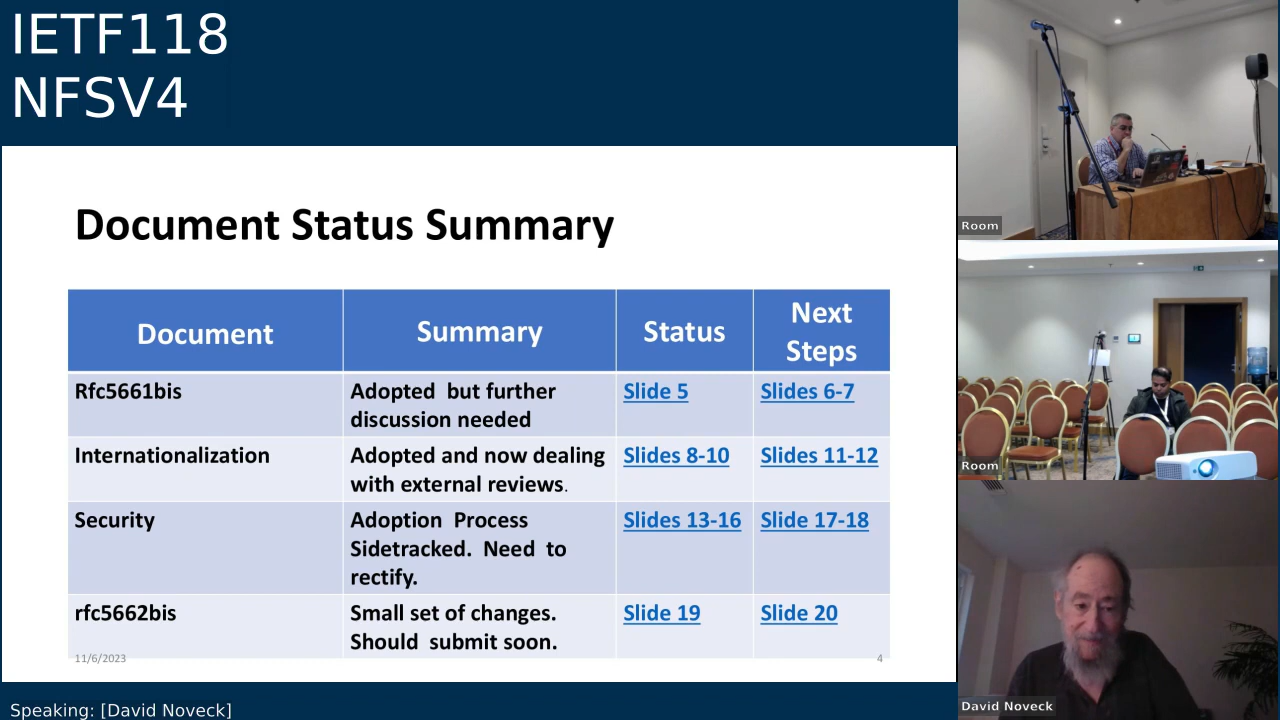 IETF118
NFSV4
Document Status Summary
Document Summary Status Next Steps
Rfc5661bis Adopted  but further discussion needed Slide 5 Slides 6-7
Internationalization Adopted and now dealing with external reviews. Slides 8-10 Slides 11-12
Security Adoption  Process Sidetracked.  Need  to rectify. Slides 13-16 Slide 17-18
rfc5662bis Small set of changes. Should  submit soon. Slide 19 Slide 20
11/6/2023 4
Speaking: [David Noveck]
Room
Room
David Noveck